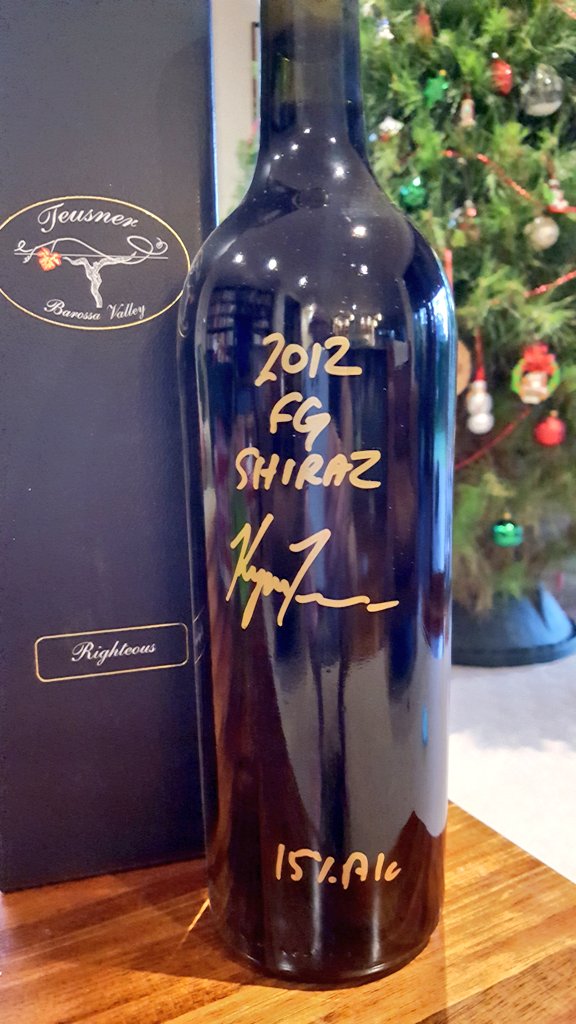 Teusner
Barossa Valley
Righteous
2012
FG
SHIRAZ
15%Alc